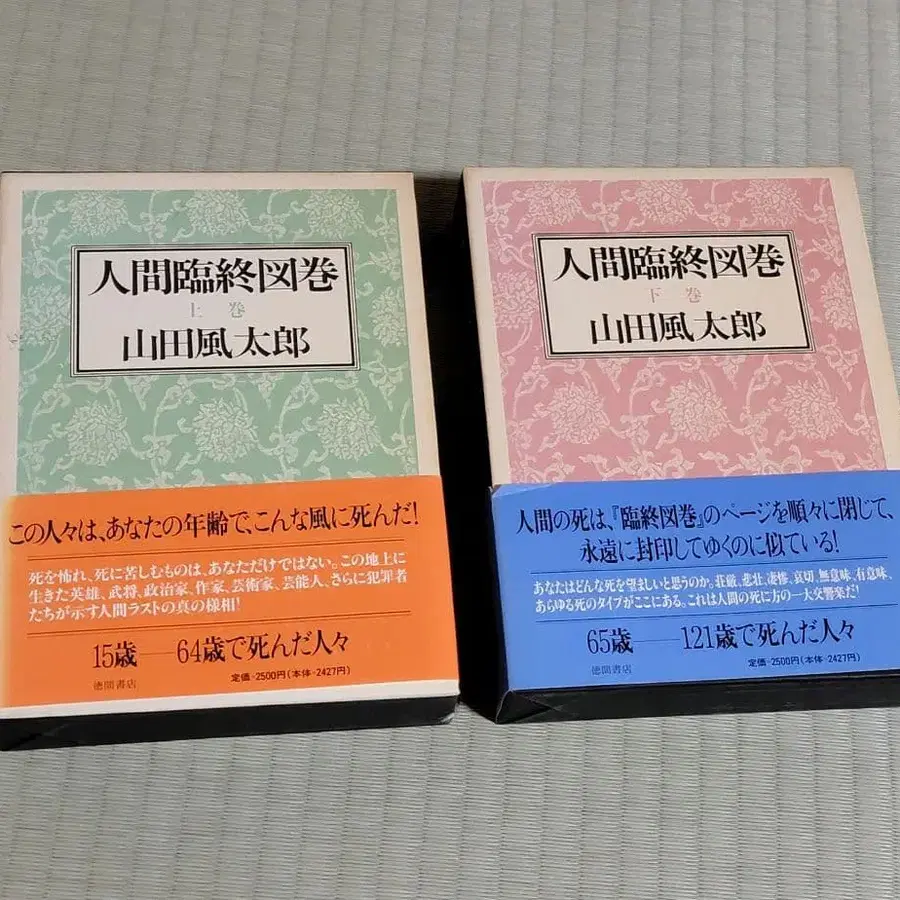 人間臨終図巻
上巻
山田風太郎
この人々は、あなたの年齢で、こんな風に死んだ!
死を怖れ、死に苦しむものは、あなただけではない。この地上に
生きた英雄、武将、政治家、作家、芸術家、芸能人、さらに犯罪者
たちが示す人間ラストの真の様相!
15歳——64歳で死んだ人々
徳間書店
定価=2500円(本体=2427円)
人間臨終図巻
下巻
山田風太郎
人間の死は、『臨終図巻』のページを順々に閉じて、
永遠に封印してゆくのに似ている!
あなたはどんな死を望ましいと思うのか。荘厳、悲壮、凄惨、哀切、無意味、有意味、
あらゆる死のタイプがここにある。これは人間の死に方の一大交響楽だ!
65歳——121歳で死んだ人々
徳間書店
定価=2500円(本体=2427円)